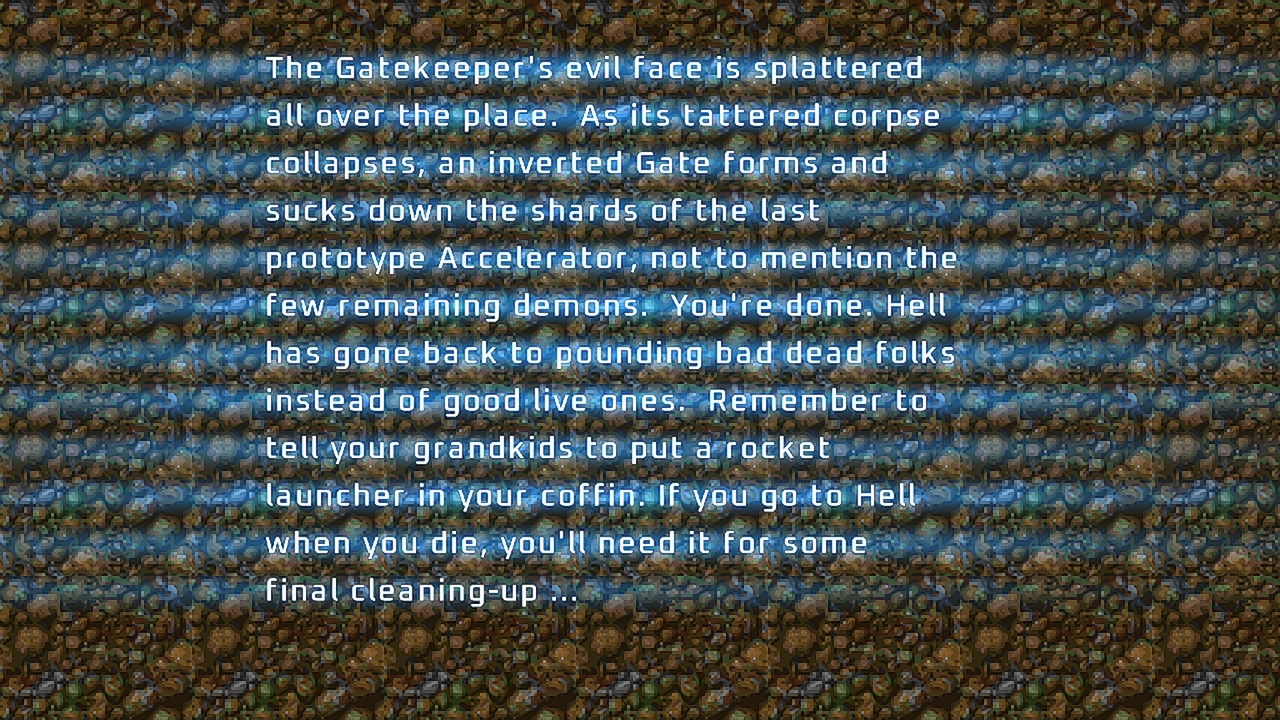 The Gatekeeper's evil face is splattered
all over the place.  As its tattered corpse
collapses, an inverted Gate forms and
sucks down the shards of the last
prototype Accelerator, not to mention the
few remaining demons.  You're done. Hell
has gone back to pounding bad dead folks
instead of good live ones.  Remember to
tell your grandkids to put a rocket
launcher in your coffin. If you go to Hell
when you die, you'll need it for some
final cleaning-up ...